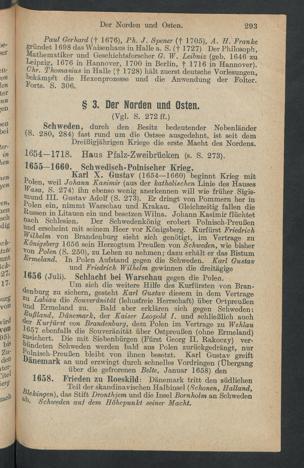 Der Norden und Osten. 293
Paul Gerhard († 1676), Ph. J. Spener († 1705), A. H. Franke
gründet 1698 das Waisenhaus in Halle a. S. († 1727) Der Philosoph,
Mathematiker und Geschichtsforscher G. W. Leibniz (geb. 1646 zu
Leipzig, 1676 in Hannover, 1700 in Berlin, † 1716 in Hannover).
Chr. Thomasius in Halle († 1728) hält zuerst deutsche Vorlesungen,
bekämpft die Hexenprozesse und die Anwendung der Folter.
Forts. S. 306.
§ 3. Der Norden und Osten.
(Vgl. S. 272 ff.)
Schweden, durch den Besitz bedeutender Nebenländer
(S. 280, 284) fast rund um die Ostsee ausgedehnt, ist seit dem
Dreißigjährigen Kriege die erste Macht des Nordens.
1654—1718. Haus Pfalz-Zweibrücken (s. S. 273).
1655—1660. Schwedisch-Polnischer Krieg.
Karl X. Gustav (1654—1660) beginnt Krieg mit
Polen, weil Johann Kasimir (aus der katholischen Linie des Hauses
Wasa, S. 274) ihn ebenso wenig anerkennen will wie früher Sigis-
mund III. Gustav Adolf (S. 273). Er dringt von Pommern her in
Polen ein, nimmt Warschau und Krakau. Gleichzeitig fallen die
Russen in Litauen ein und besetzen Wilna. Johann Kasimir flüchtet
nach Schlesien. Der Schwedenkönig erobert Polnisch-Preußen
und erscheint mit seinem Heer vor Königsberg. Kurfürst Friedrich
Wilhelm von Brandenburg sieht sich genötigt, im Vertrage zu
Königsberg 1656 sein Herzogtum Preußen von Schweden, wie bisher
von Polen (S. 250), zu Lehen zu nehmen; dazu erhält er das Bistum
Ermeland. In Polen Aufstand gegen die Schweden. Karl Gustav
und Friedrich Wilhelm gewinnen die dreitägige
1656 (Juli). Schlacht bei Warschau gegen die Polen.
Um sich die weitere Hilfe des Kurfürsten von Bran-
denburg zu sichern, gesteht Karl Gustav diesem in dem Vertrage
zu Labiau die Souveränität (lehnsfreie Herrschaft) über Ostpreußen
und Ermeland zu. Bald aber erklären sich gegen Schweden:
Rußland, Dänemark, der Kaiser Leopold I. und schließlich auch
der Kurfürst von Brandenburg, dem Polen im Vertrage zu Wehlau
1657 ebenfalls die Souveränität über Ostpreußen (ohne Ermeland)
zusichert. Die mit Siebenbürgen (Fürst Georg II. Rakoczy) ver-
bündeten Schweden werden bald aus Polen zurückgedrängt, nur
Polnisch-Preußen bleibt von ihnen besetzt. Karl Gustav greift
Dänemark an und erzwingt durch schnelles Vordringen (Übergang
über die gefrorenen Belte, Januar 1658) den
1658. Frieden zu Roeskild: Dänemark tritt den südlichen
Teil der skandinavischen Halbinsel (Schonen, Halland,
Blekingen), das Stift Drontheim und die Insel Bornholm an Schweden
ab. Schweden auf dem Höhepunkt seiner Macht.